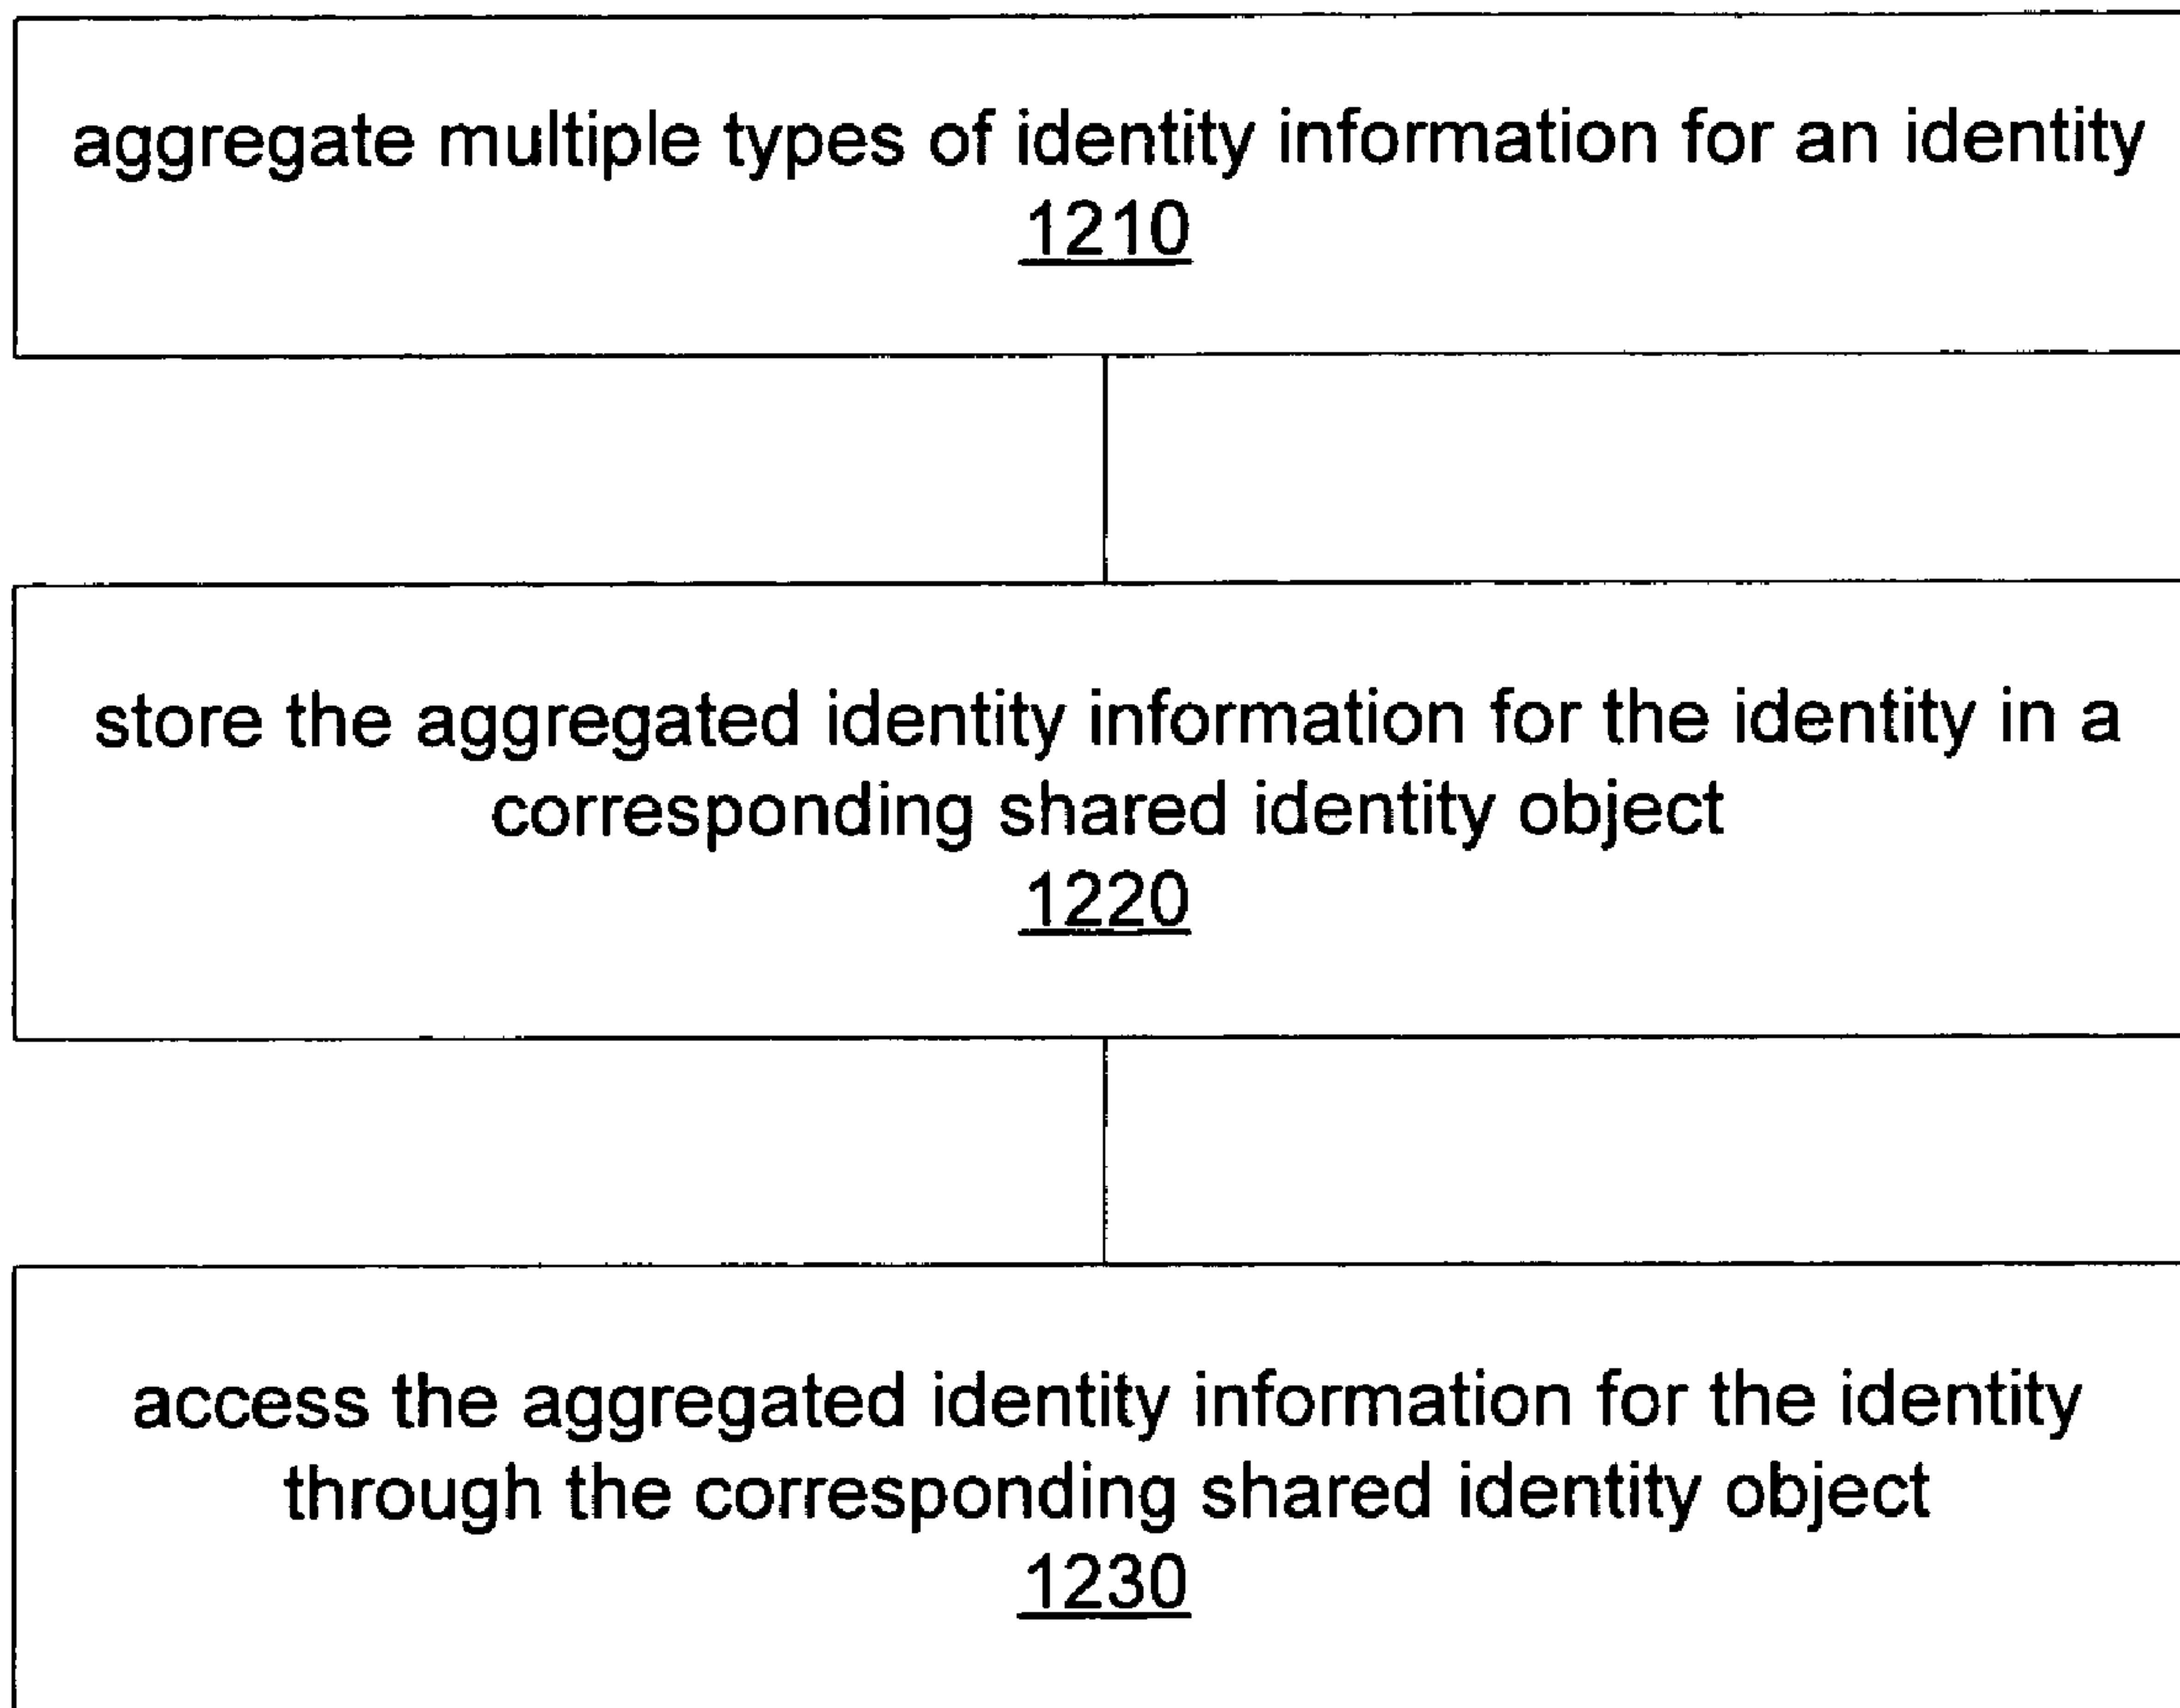 aggregate multiple types of identity information for an identity
1210
store the aggregated identity information for the identity in a
corresponding shared identity object
1220
access the aggregated identity information for the identity
through the corresponding shared identity object
1230